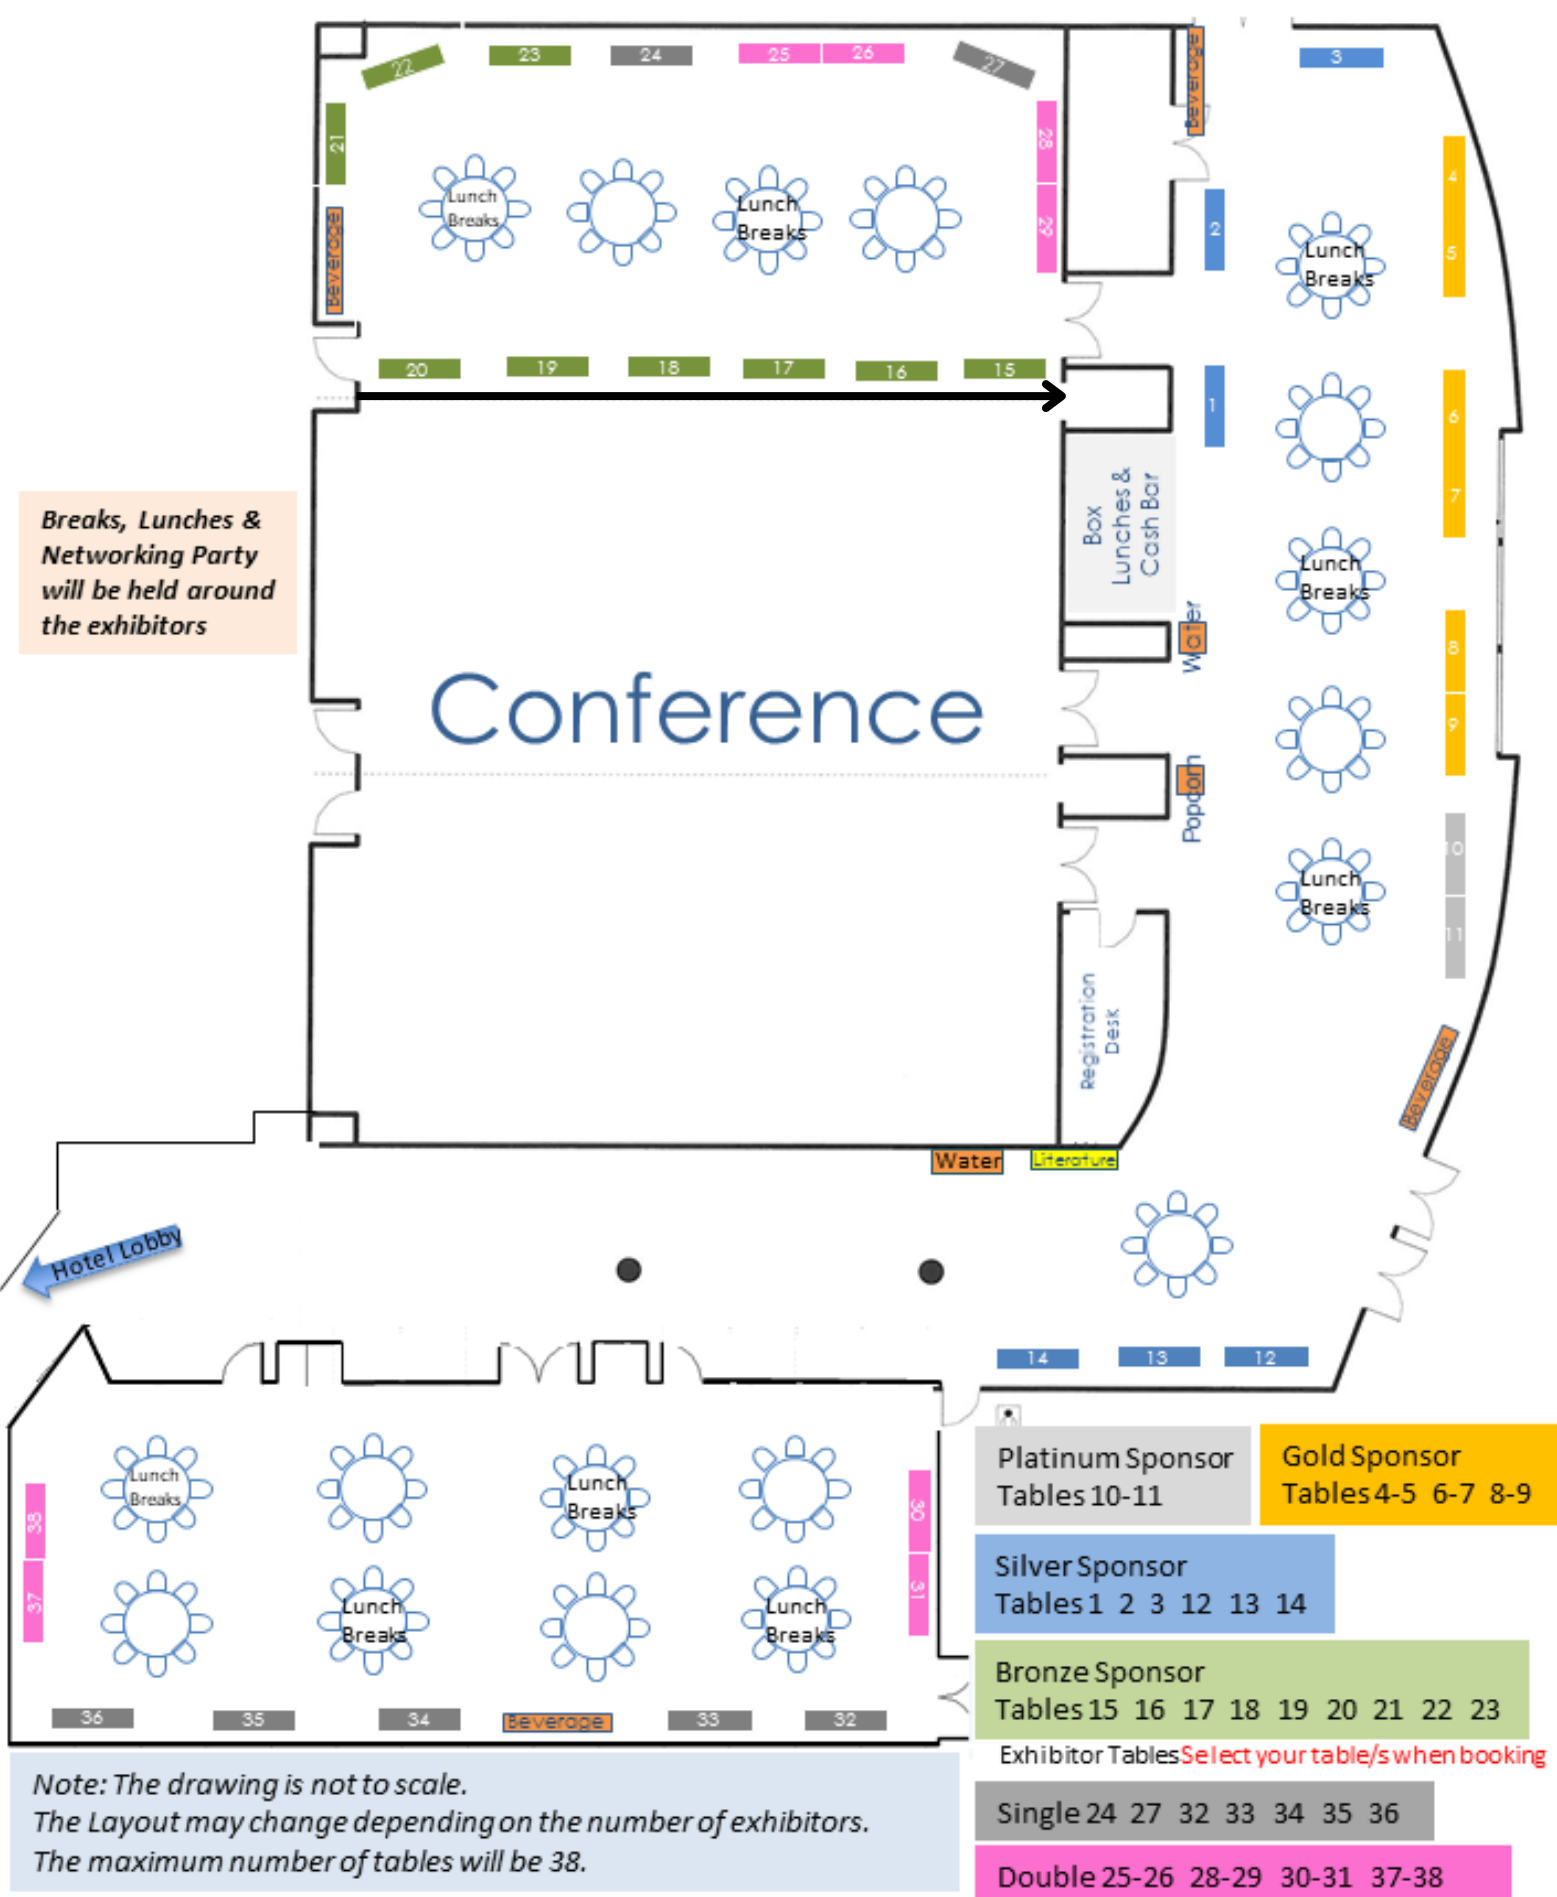 22
23
24
25
26
27
3
Beverage
21
28
4
Lunch
Breaks
Lunch
Breaks
29
2
5
Beverage
Lunch
Breaks
20
19
18
17
16
15
1
6
Box
Lunches &
Cash Bar
7
Breaks, Lunches &
Networking Party
will be held around
the exhibitors
Lunch
Breaks
Water
8
Conference
9
Popcorn
10
Lunch
Breaks
11
Registration
Desk
Beverage
Water
Literature
Hotel Lobby
14
13
12
Lunch
Breaks
Lunch
Breaks
38
30
37
Lunch
Breaks
Lunch
Breaks
31
36
35
34
Beverage
33
32
Platinum Sponsor
Tables 10-11
Gold Sponsor
Tables 4-5 6-7 8-9
Silver Sponsor
Tables 1 2 3 12 13 14
Bronze Sponsor
Tables 15 16 17 18 19 20 21 22 23
Exhibitor Tables Select your table/s when booking
Single 24 27 32 33 34 35 36
Double 25-26 28-29 30-31 37-38
Note: The drawing is not to scale.
The Layout may change depending on the number of exhibitors.
The maximum number of tables will be 38.